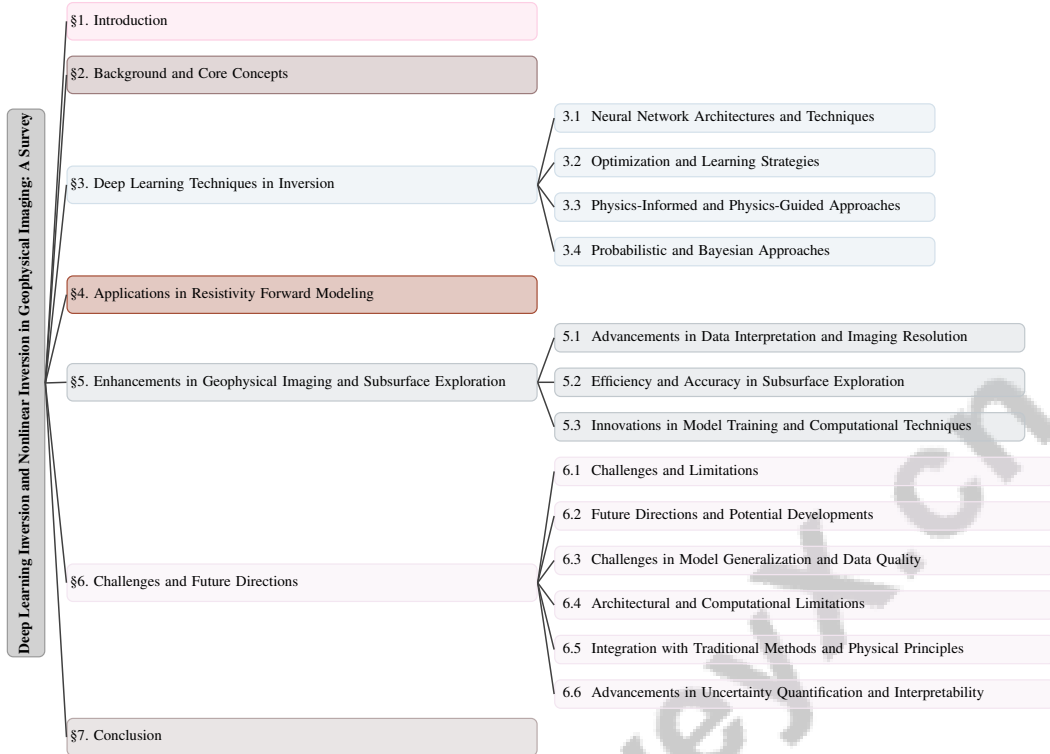 Deep Learning Inversion and Nonlinear Inversion in Geophysical Imaging: A Survey
§1. Introduction
§2. Background and Core Concepts
§3. Deep Learning Techniques in Inversion
3.1 Neural Network Architectures and Techniques
3.2 Optimization and Learning Strategies
3.3 Physics-Informed and Physics-Guided Approaches
3.4 Probabilistic and Bayesian Approaches
§4. Applications in Resistivity Forward Modeling
§5. Enhancements in Geophysical Imaging and Subsurface Exploration
5.1 Advancements in Data Interpretation and Imaging Resolution
5.2 Efficiency and Accuracy in Subsurface Exploration
5.3 Innovations in Model Training and Computational Techniques
§6. Challenges and Future Directions
6.1 Challenges and Limitations
6.2 Future Directions and Potential Developments
6.3 Challenges in Model Generalization and Data Quality
6.4 Architectural and Computational Limitations
6.5 Integration with Traditional Methods and Physical Principles
6.6 Advancements in Uncertainty Quantification and Interpretability
§7. Conclusion
eyx.cn